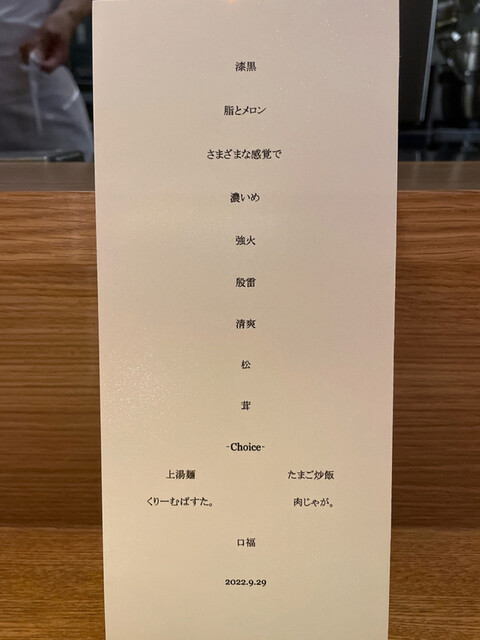 漆黒
脂とメロン
さまざまな感覚で
濃いめ
強火
殷雷
清爽
松
茸
-Choice-
上湯麺 たまご炒飯
くりーむぱすた。 肉じゃが。
口福
2022.9.29